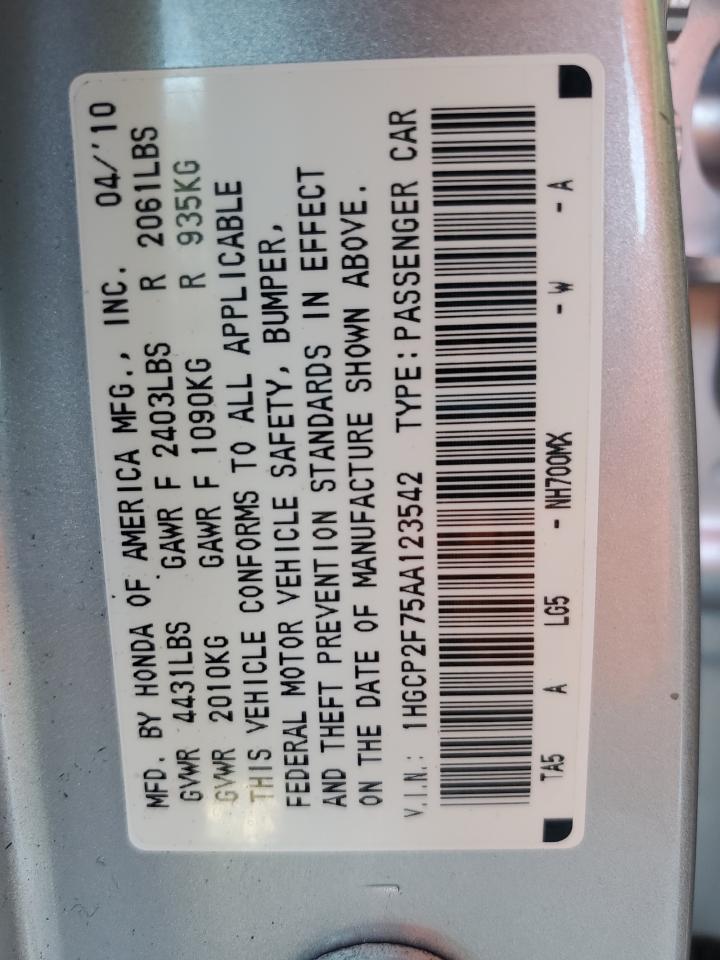 MFD. BY HONDA OF AMERICA MFG., INC. 04/'10
GVWR 4431LBS GAWR F 2403LBS R 2061LBS
GVWR 2010KG GAWR F 1090KG R 935KG
THIS VEHICLE CONFORMS TO ALL APPLICABLE
FEDERAL MOTOR VEHICLE SAFETY, BUMPER,
AND THEFT PREVENTION STANDARDS IN EFFECT
ON THE DATE OF MANUFACTURE SHOWN ABOVE.
V.I.N.: 1HGCP2F75AA123542 TYPE:PASSENGER CAR
TA5 A LG5 - NH700MX - W - A